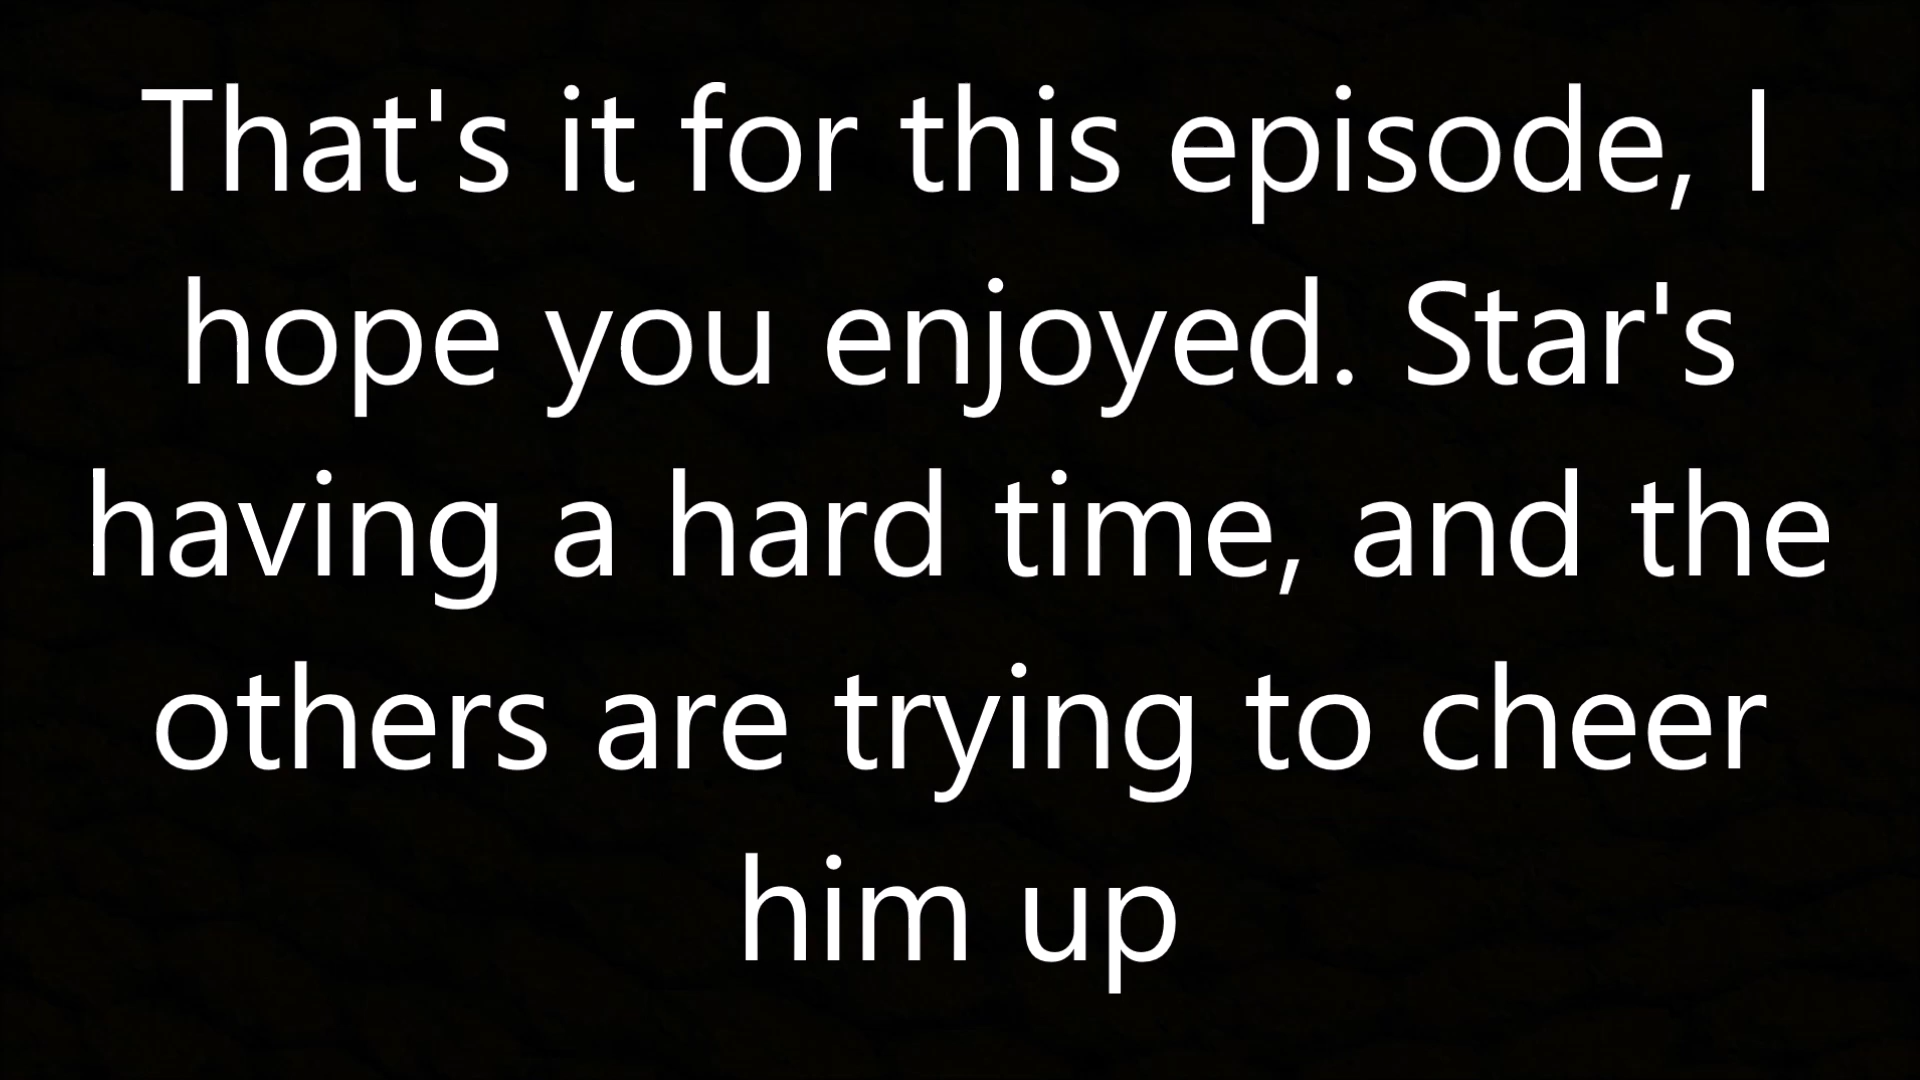 That's it for this episode, I
hope you enjoyed. Star's
having a hard time, and the
others are trying to cheer
him up